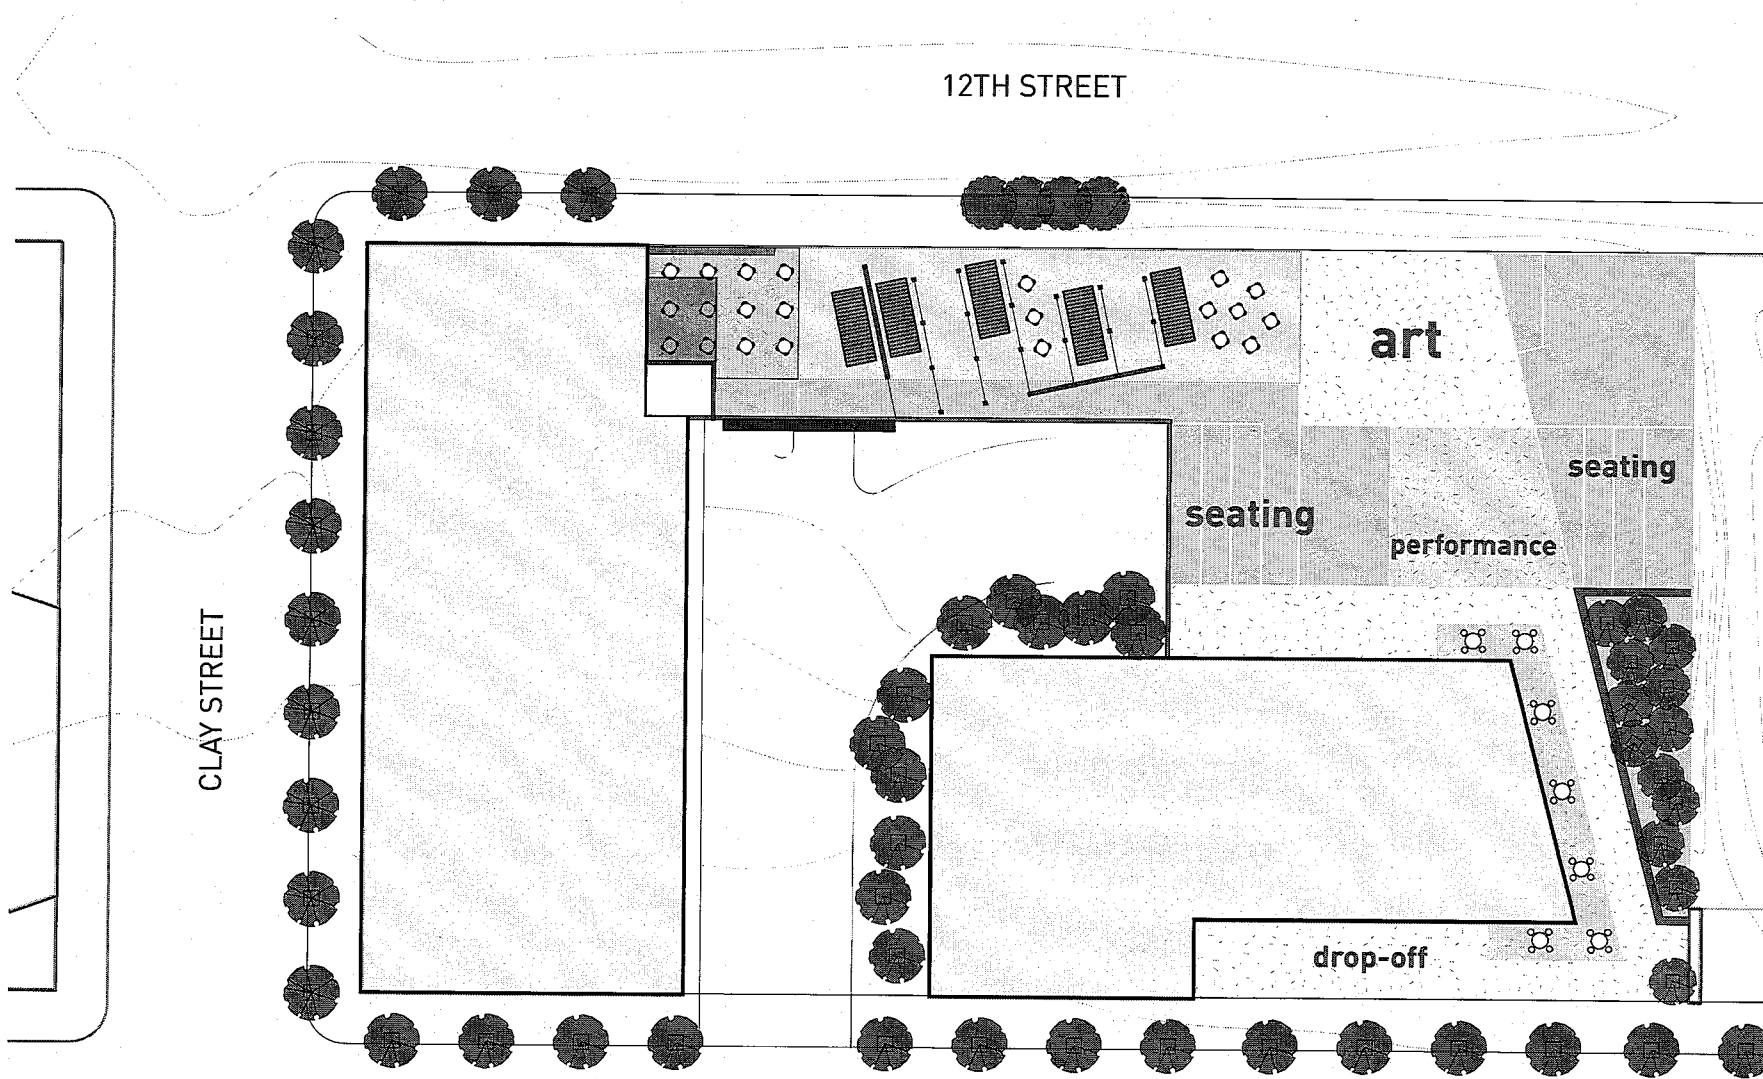 12TH STREET
art
seating
seating
performance
CLAY STREET
drop-off